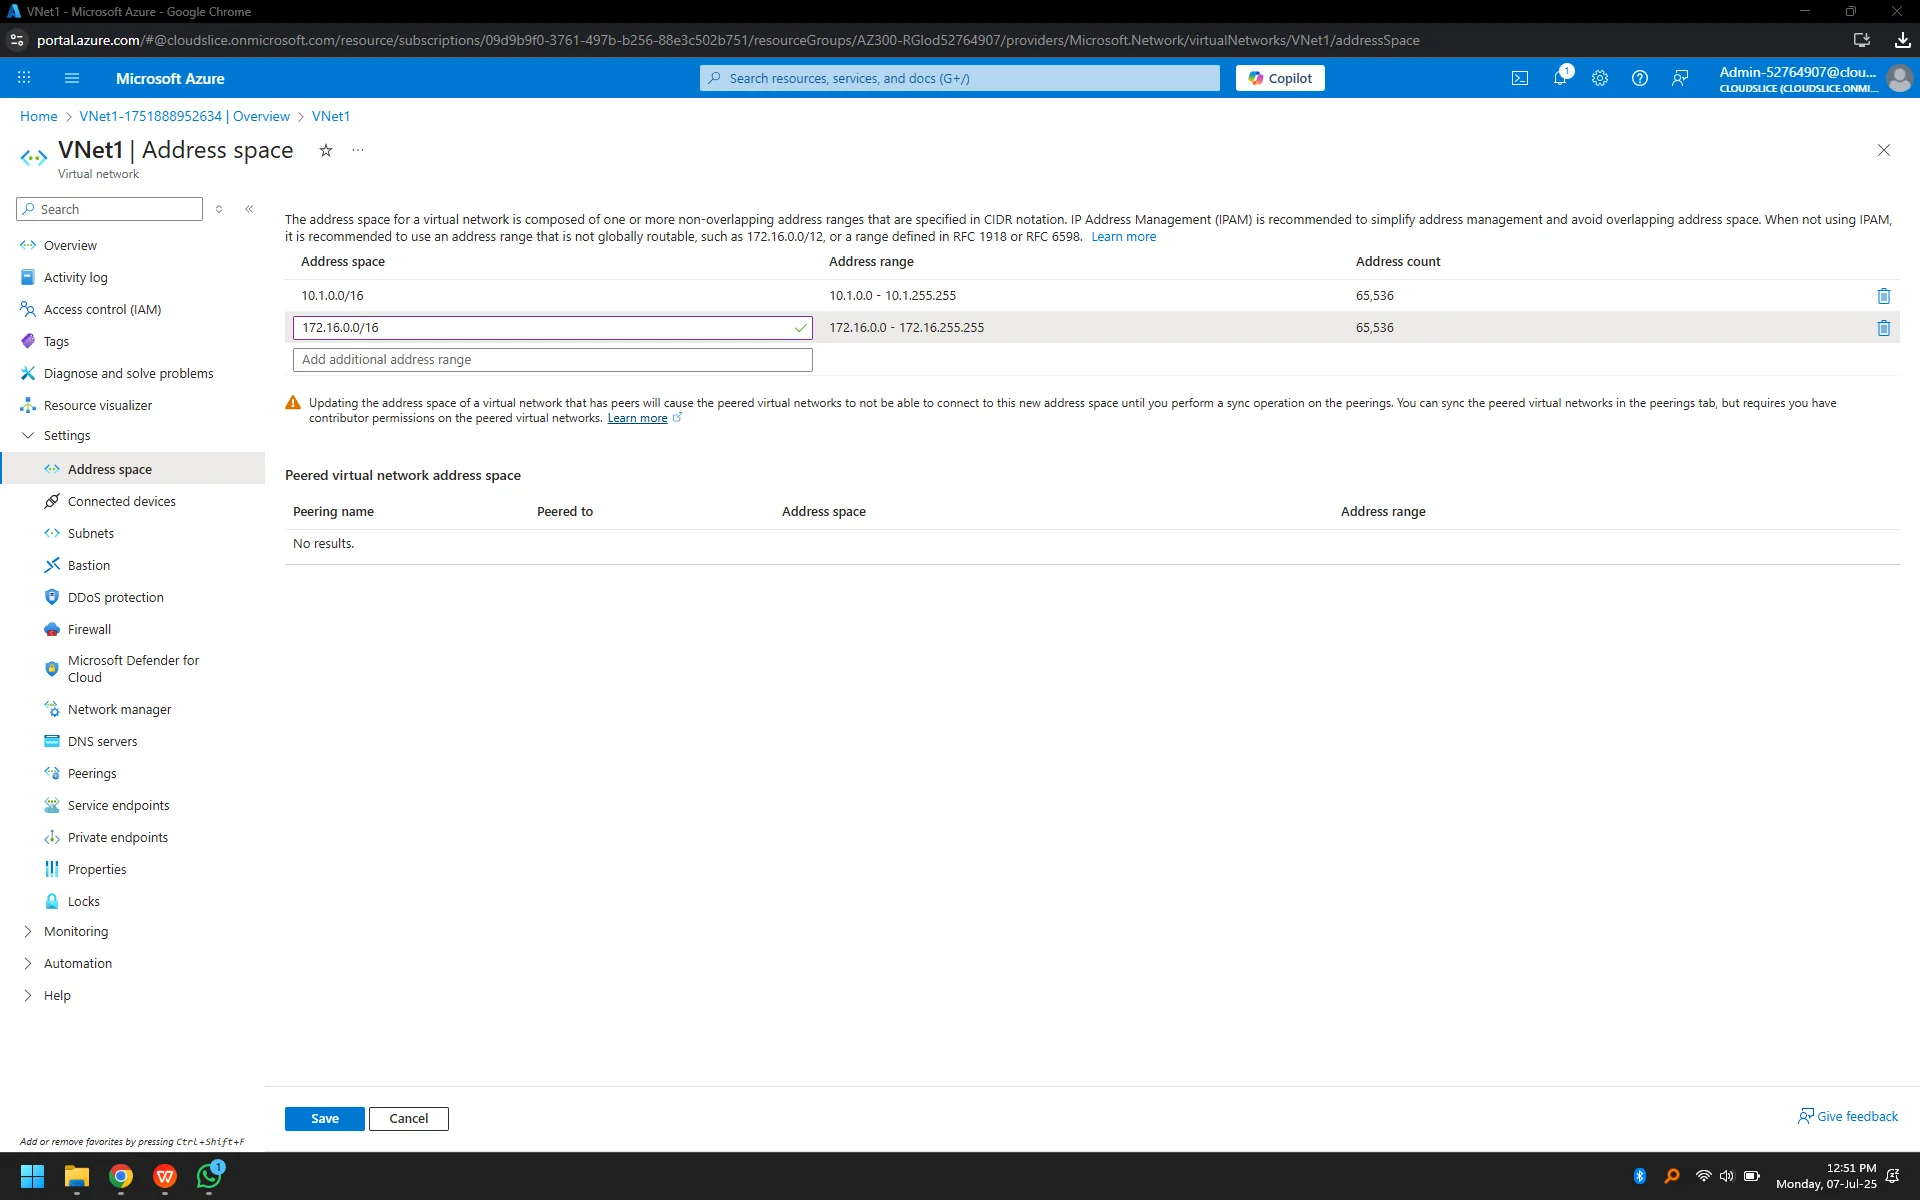 VNet1 - Microsoft Azure - Google Chrome
portal.azure.com/#@cloudslice.onmicrosoft.com/resource/subscriptions/09d9b9f0-3761-497b-b256-88e3c502b751/resourceGroups/AZ300-RGlod52764907/providers/Microsoft.Network/virtualNetworks/VNet1/addressSpace
Microsoft Azure
Search resources, services, and docs (G+/)
Copilot
1
Admin-52764907@clou...
CLOUDSLICE (CLOUDSLICE.ONMI...
Home > VNet1-1751888952634 | Overview > VNet1
VNet1 | Address space
Virtual network
Search
Overview
Activity log
Access control (IAM)
Tags
Diagnose and solve problems
Resource visualizer
Settings
Address space
Connected devices
Subnets
Bastion
DDoS protection
Firewall
Microsoft Defender for
Cloud
Network manager
DNS servers
Peerings
Service endpoints
Private endpoints
Properties
Locks
Monitoring
Automation
Help
Add or remove favorites by pressing Ctrl+Shift+F
The address space for a virtual network is composed of one or more non-overlapping address ranges that are specified in CIDR notation. IP Address Management (IPAM) is recommended to simplify address management and avoid overlapping address space. When not using IPAM,
it is recommended to use an address range that is not globally routable, such as 172.16.0.0/12, or a range defined in RFC 1918 or RFC 6598. Learn more
Address space Address range Address count
10.1.0.0/16 10.1.0.0 - 10.1.255.255 65,536
172.16.0.0/16 172.16.0.0 - 172.16.255.255 65,536
Add additional address range
Updating the address space of a virtual network that has peers will cause the peered virtual networks to not be able to connect to this new address space until you perform a sync operation on the peerings. You can sync the peered virtual networks in the peerings tab, but requires you have
contributor permissions on the peered virtual networks. Learn more
Peered virtual network address space
Peering name Peered to Address space Address range
No results.
Save Cancel
Give feedback
1
12:51 PM
Monday, 07-Jul-25